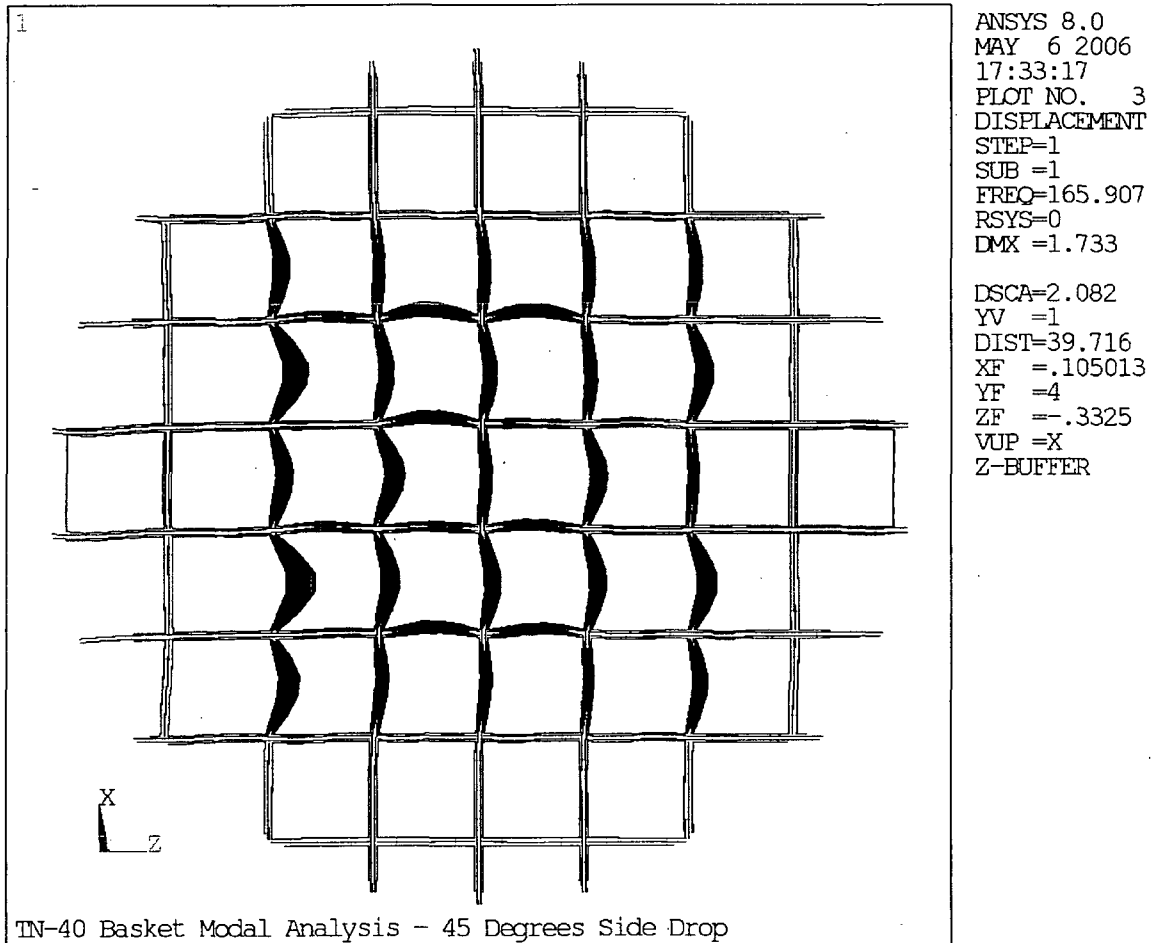 1
ANSYS 8.0
MAY 6 2006
17:33:17
PLOT NO. 3
DISPLACEMENT
STEP=1
SUB =1
FREQ=165.907
RSYS=0
DMX =1.733
DSCA=2.082
YV =1
DIST=39.716
XF =.105013
YF =4
ZF =-.3325
VUP =X
Z-BUFFER
X
Z
TN-40 Basket Modal Analysis - 45 Degrees Side Drop